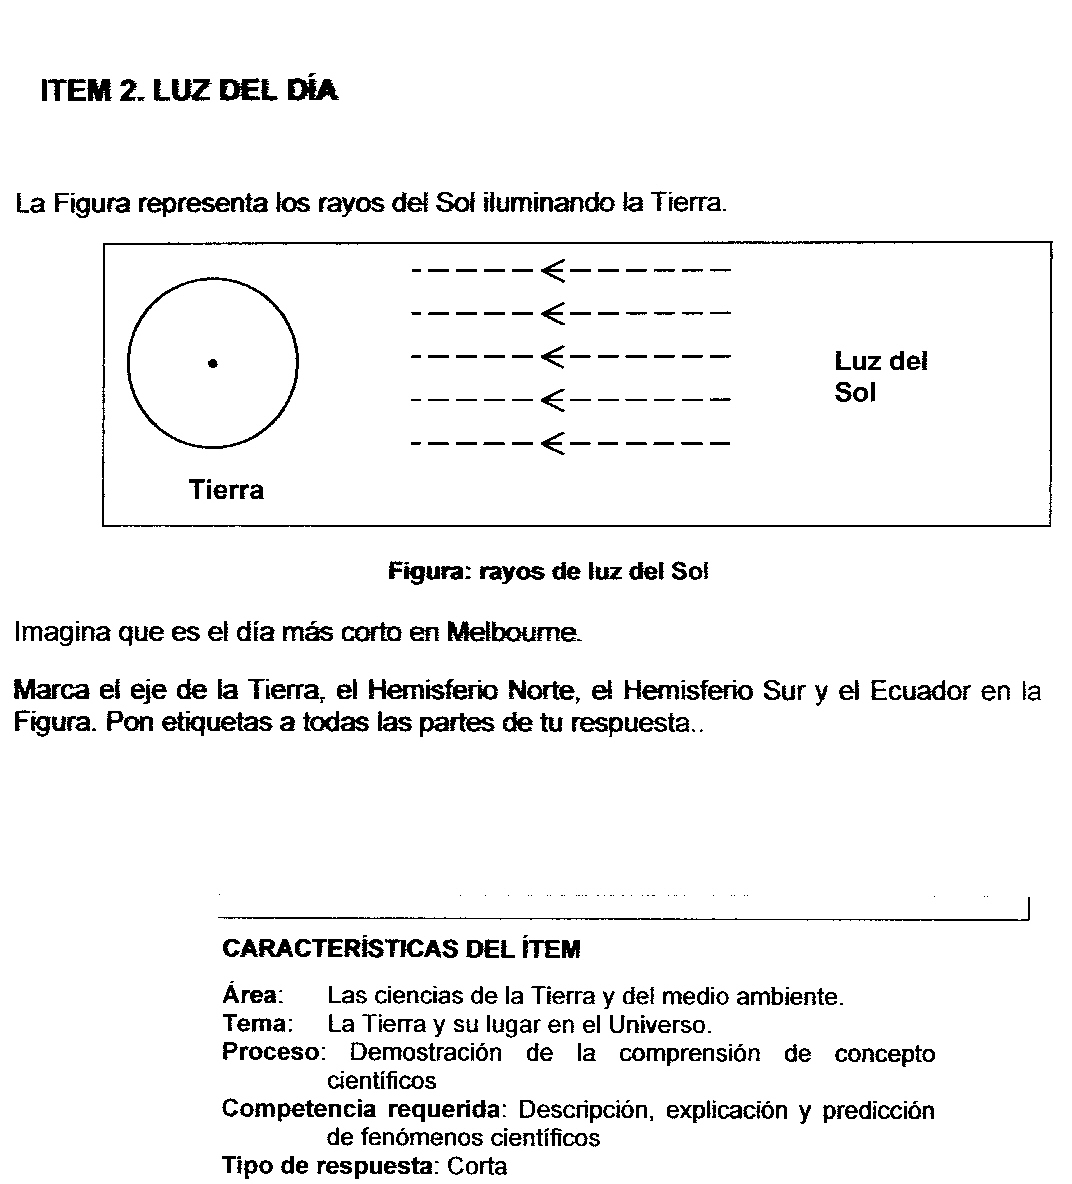 ITEM 2. LUZ DEL DÍA
La Figura representa los rayos del Sol iluminando la Tierra.
Luz del
Sol
Tierra
Figura: rayos de luz del Sol
Imagina que es el día más corto en Melbourne.
Marca el eje de la Tierra, el Hemisferio Norte, el Hemisferio Sur y el Ecuador en la
Figura. Pon etiquetas a todas las partes de tu respuesta..
CARACTERÍSTICAS DEL ÍTEM
Área: Las ciencias de la Tierra y del medio ambiente.
Tema: La Tierra y su lugar en el Universo.
Proceso: Demostración de la comprensión de concepto
científicos
Competencia requerida: Descripción, explicación y predicción
de fenómenos científicos
Tipo de respuesta: Corta